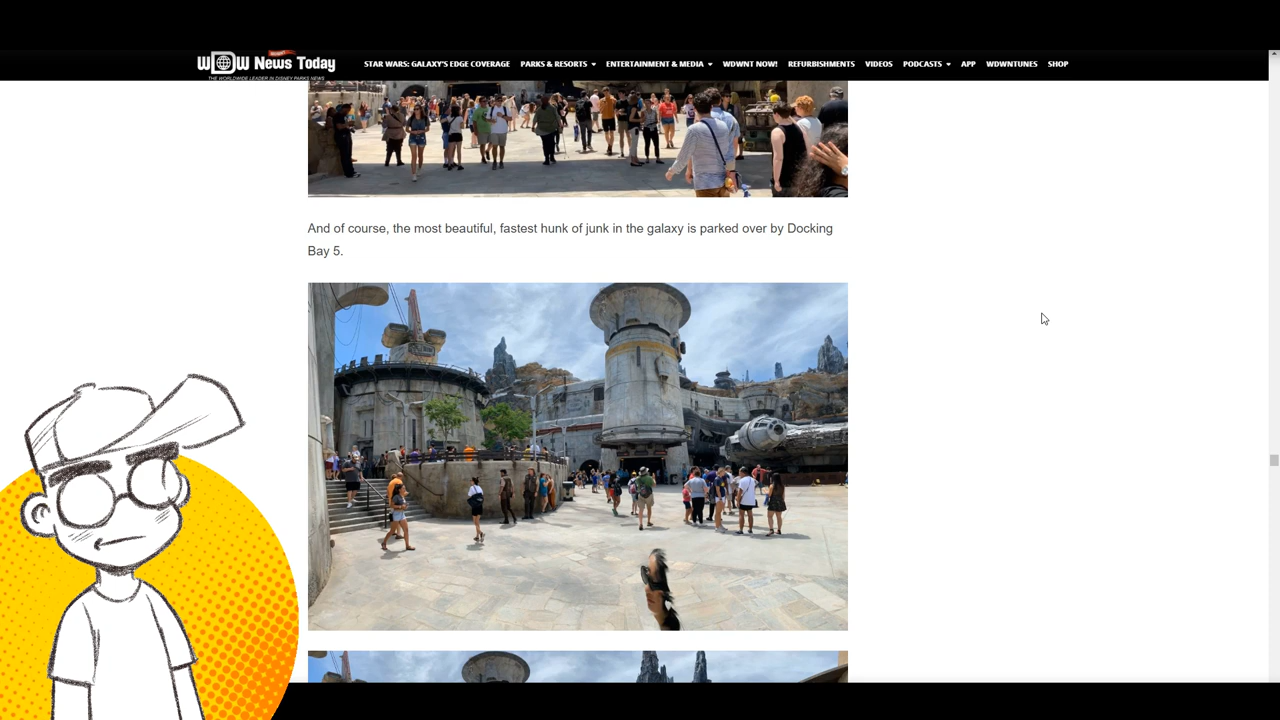 WDW News Today
THE WORLDWIDE LEADER IN DISNEY PARKS NEWS
STAR WARS: GALAXY'S EDGE COVERAGE
PARKS & RESORTS
ENTERTAINMENT & MEDIA
WDWNT NOW!
REFURBISHMENTS
VIDEOS
PODCASTS
APP
WDWNTUNES
SHOP
And of course, the most beautiful, fastest hunk of junk in the galaxy is parked over by Docking
Bay 5.